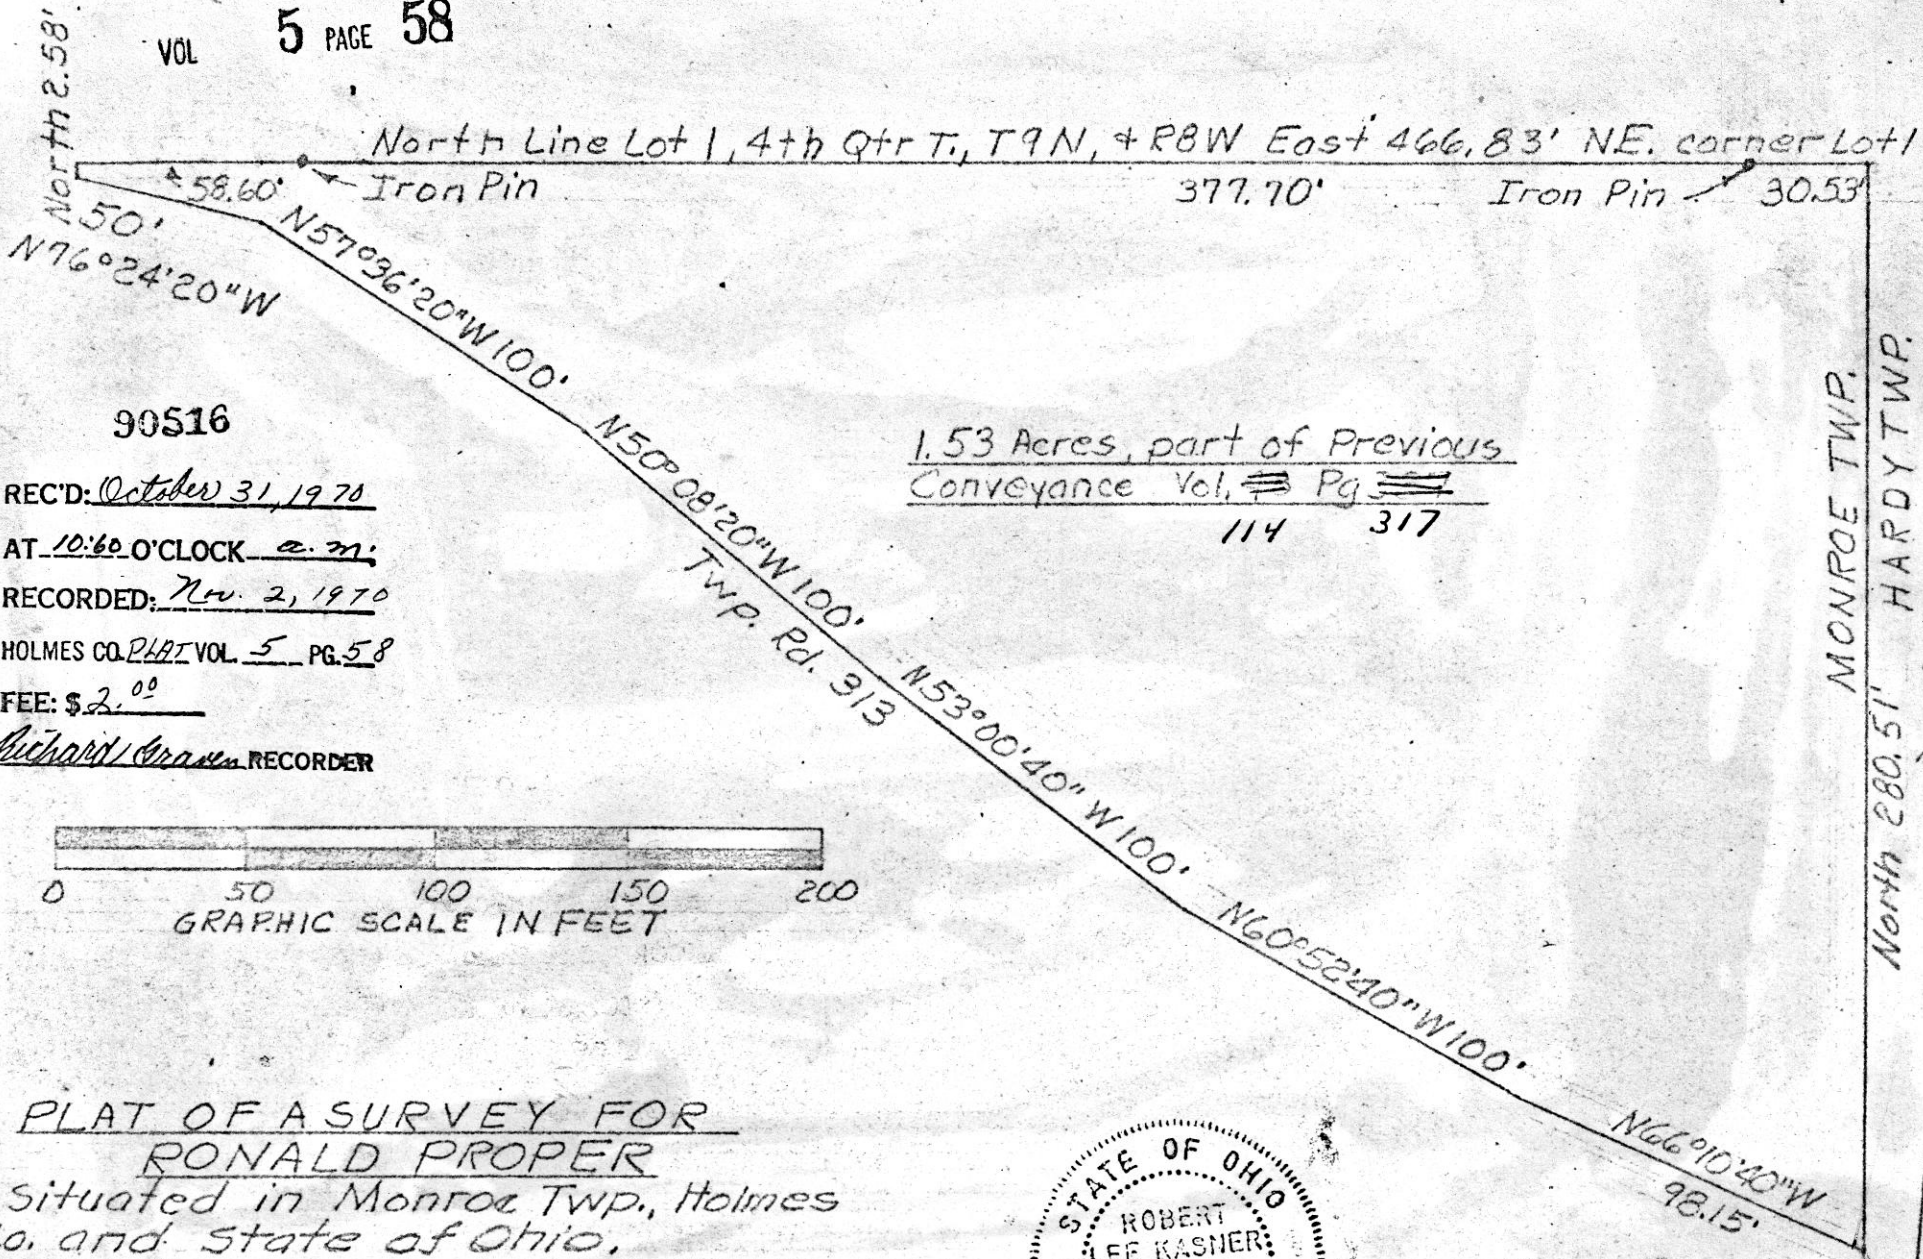 VOL 5 PAGE 58
North 2.58'
North Line Lot 1, 4th Qtr T., T9N, & R8W East 466.83' NE. corner Lot 1
58.60'
Iron Pin
377.70'
Iron Pin
30.53'
50'
N76°24'20"W
N57°36'20"W 100'
N50°08'20"W 100'
Twp. Rd. 313
N53°00'40"W 100'
N60°52'40"W 100'
N66°10'40"W
98.15'
MONROE TWP.
HARDY TWP.
North 280.51'
1.53 Acres, part of Previous
Conveyance Vol. Pg
114 317
90516
REC'D: October 31, 1970
AT 10:60 O'CLOCK a.m.
RECORDED: Nov. 2, 1970
HOLMES CO. PLAT VOL. 5 PG. 58
FEE: $2.00
Richard Graven RECORDER
0 50 100 150 200
GRAPHIC SCALE IN FEET
PLAT OF A SURVEY FOR
RONALD PROPER
Situated in Monroe Twp., Holmes
Co. and State of Ohio.
STATE OF OHIO
ROBERT
LEE KASNER